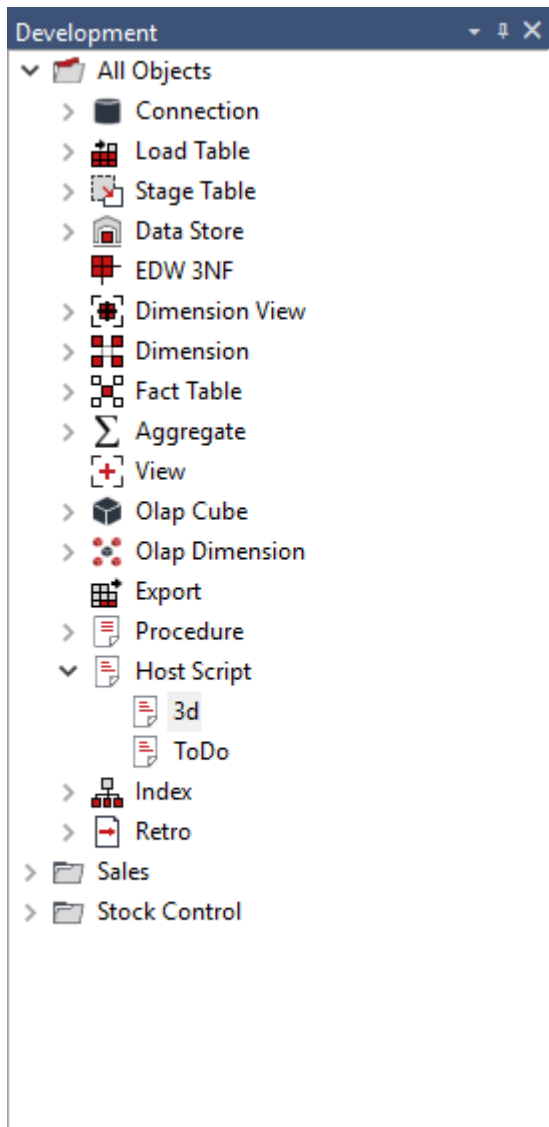 Development
All Objects
Connection
Load Table
Stage Table
Data Store
EDW 3NF
Dimension View
Dimension
Fact Table
Aggregate
View
Olap Cube
Olap Dimension
Export
Procedure
Host Script
3d
ToDo
Index
Retro
Sales
Stock Control